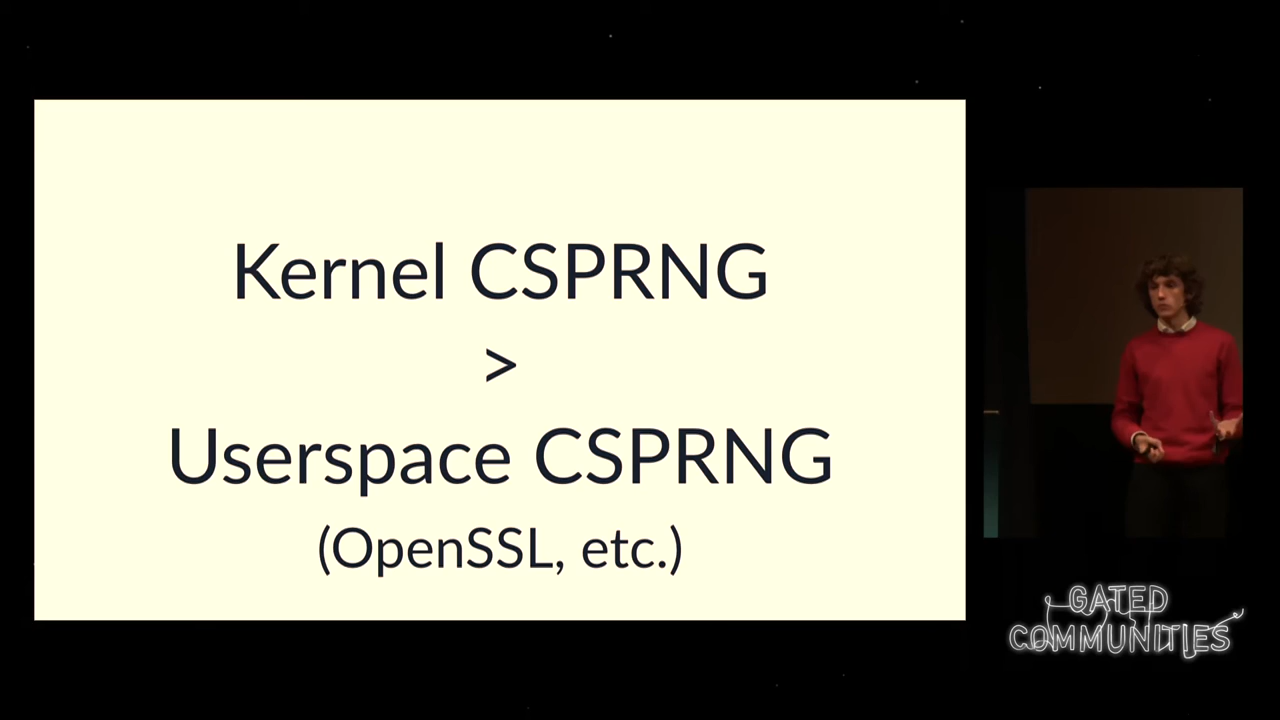 Kernel CSPRNG
>
Userspace CSPRNG
(OpenSSL, etc.)
GATED
COMMUNITIES